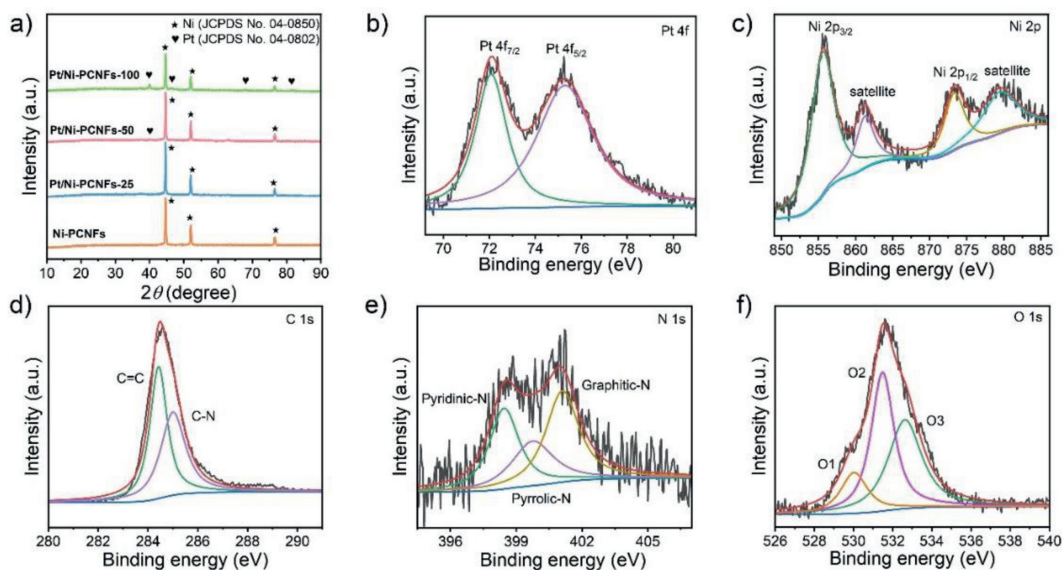 a)
★ Ni (JCPDS No. 04-0850)
♥ Pt (JCPDS No. 04-0802)
Pt/Ni-PCNFs-100
Pt/Ni-PCNFs-50
Pt/Ni-PCNFs-25
Ni-PCNFs
Intensity (a.u.)
10 20 30 40 50 60 70 80 90
2θ (degree)
b)
Pt 4f
Pt 4f7/2
Pt 4f5/2
Intensity (a.u.)
70 72 74 76 78 80
Binding energy (eV)
c)
Ni 2p
Ni 2p3/2
satellite
Ni 2p1/2
satellite
Intensity (a.u.)
850 855 860 865 870 875 880 885
Binding energy (eV)
d)
C 1s
C=C
C-N
Intensity (a.u.)
280 282 284 286 288 290
Binding energy (eV)
e)
N 1s
Pyridinic-N
Graphitic-N
Pyrrolic-N
Intensity (a.u.)
396 399 402 405
Binding energy (eV)
f)
O 1s
O2
O3
O1
Intensity (a.u.)
526 528 530 532 534 536 538 540
Binding energy (eV)